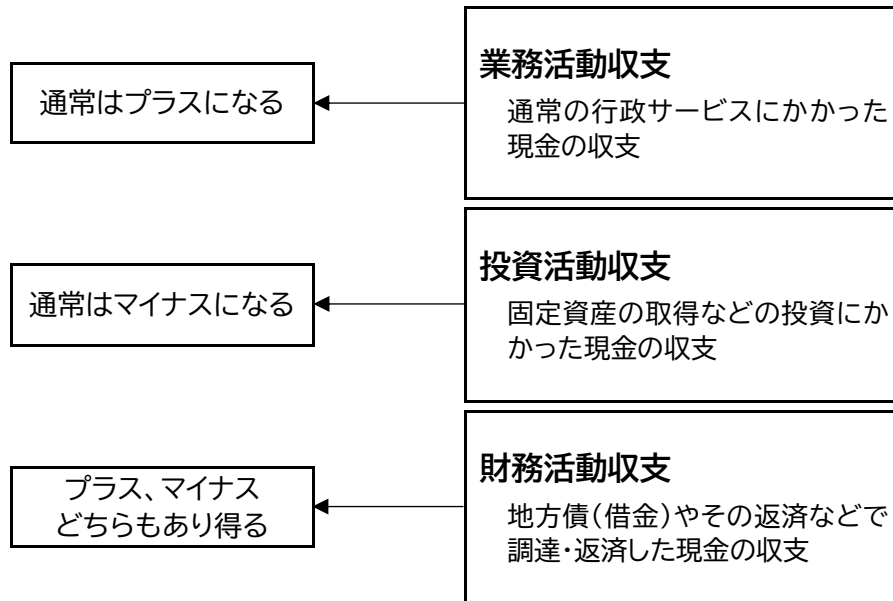 業務活動収支
通常はプラスになる
通常の行政サービスにかかった
現金の収支
投資活動収支
通常はマイナスになる
固定資産の取得などの投資にか
かった現金の収支
財務活動収支
プラス、マイナス
どちらもあり得る
地方債（借金）やその返済などで
調達・返済した現金の収支